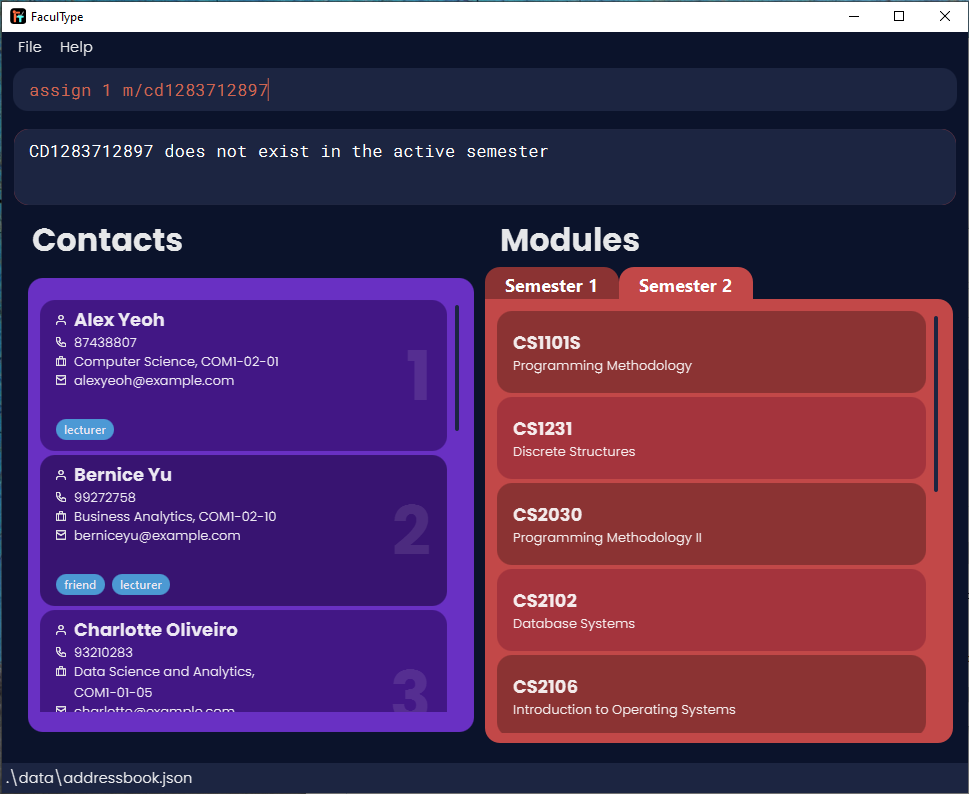 FaculType
File Help
assign 1 m/cd1283712897
CD1283712897 does not exist in the active semester
Contacts
Alex Yeoh
87438807
Computer Science, COM1-02-01
alexyeoh@example.com
1
lecturer
Bernice Yu
99272758
Business Analytics, COM1-02-10
berniceyu@example.com
2
friend lecturer
Charlotte Oliveiro
93210283
Data Science and Analytics,
COM1-01-05
charlotte@example.com
3
Modules
Semester 1 Semester 2
CS1101S
Programming Methodology
CS1231
Discrete Structures
CS2030
Programming Methodology II
CS2102
Database Systems
CS2106
Introduction to Operating Systems
.\data\addressbook.json